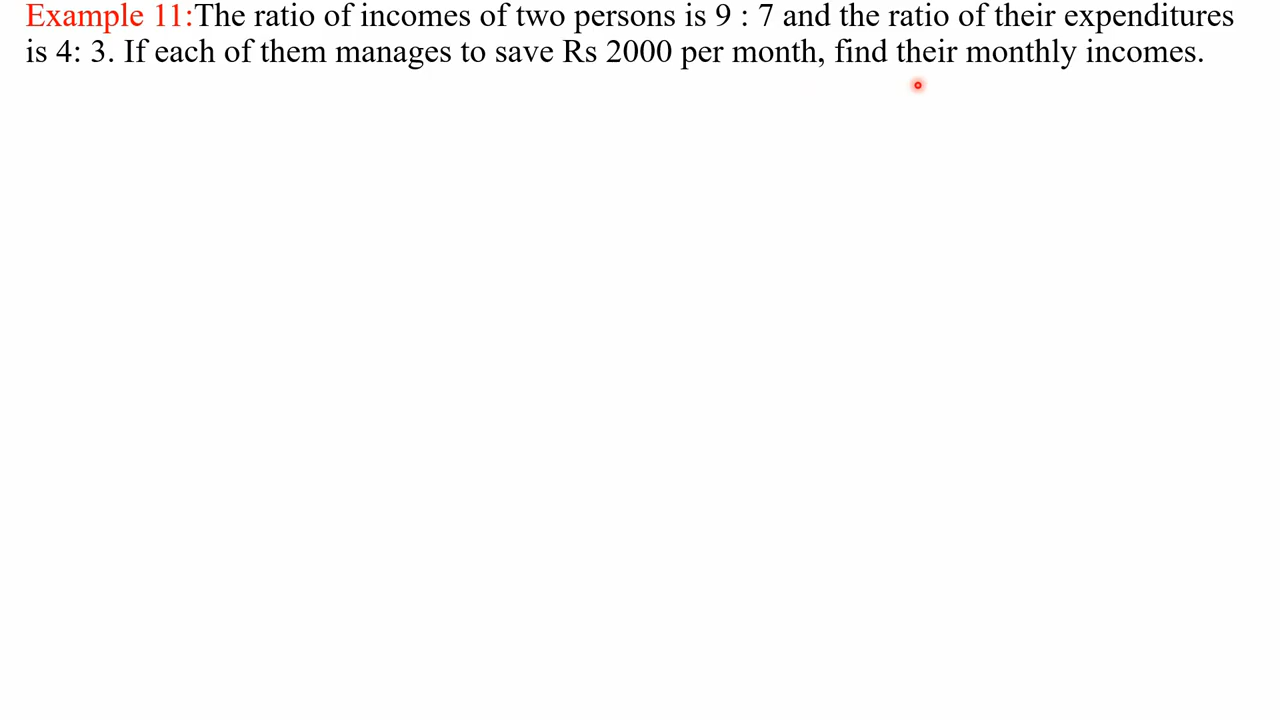 Example 11:The ratio of incomes of two persons is 9 : 7 and the ratio of their expenditures
is 4: 3. If each of them manages to save Rs 2000 per month, find their monthly incomes.